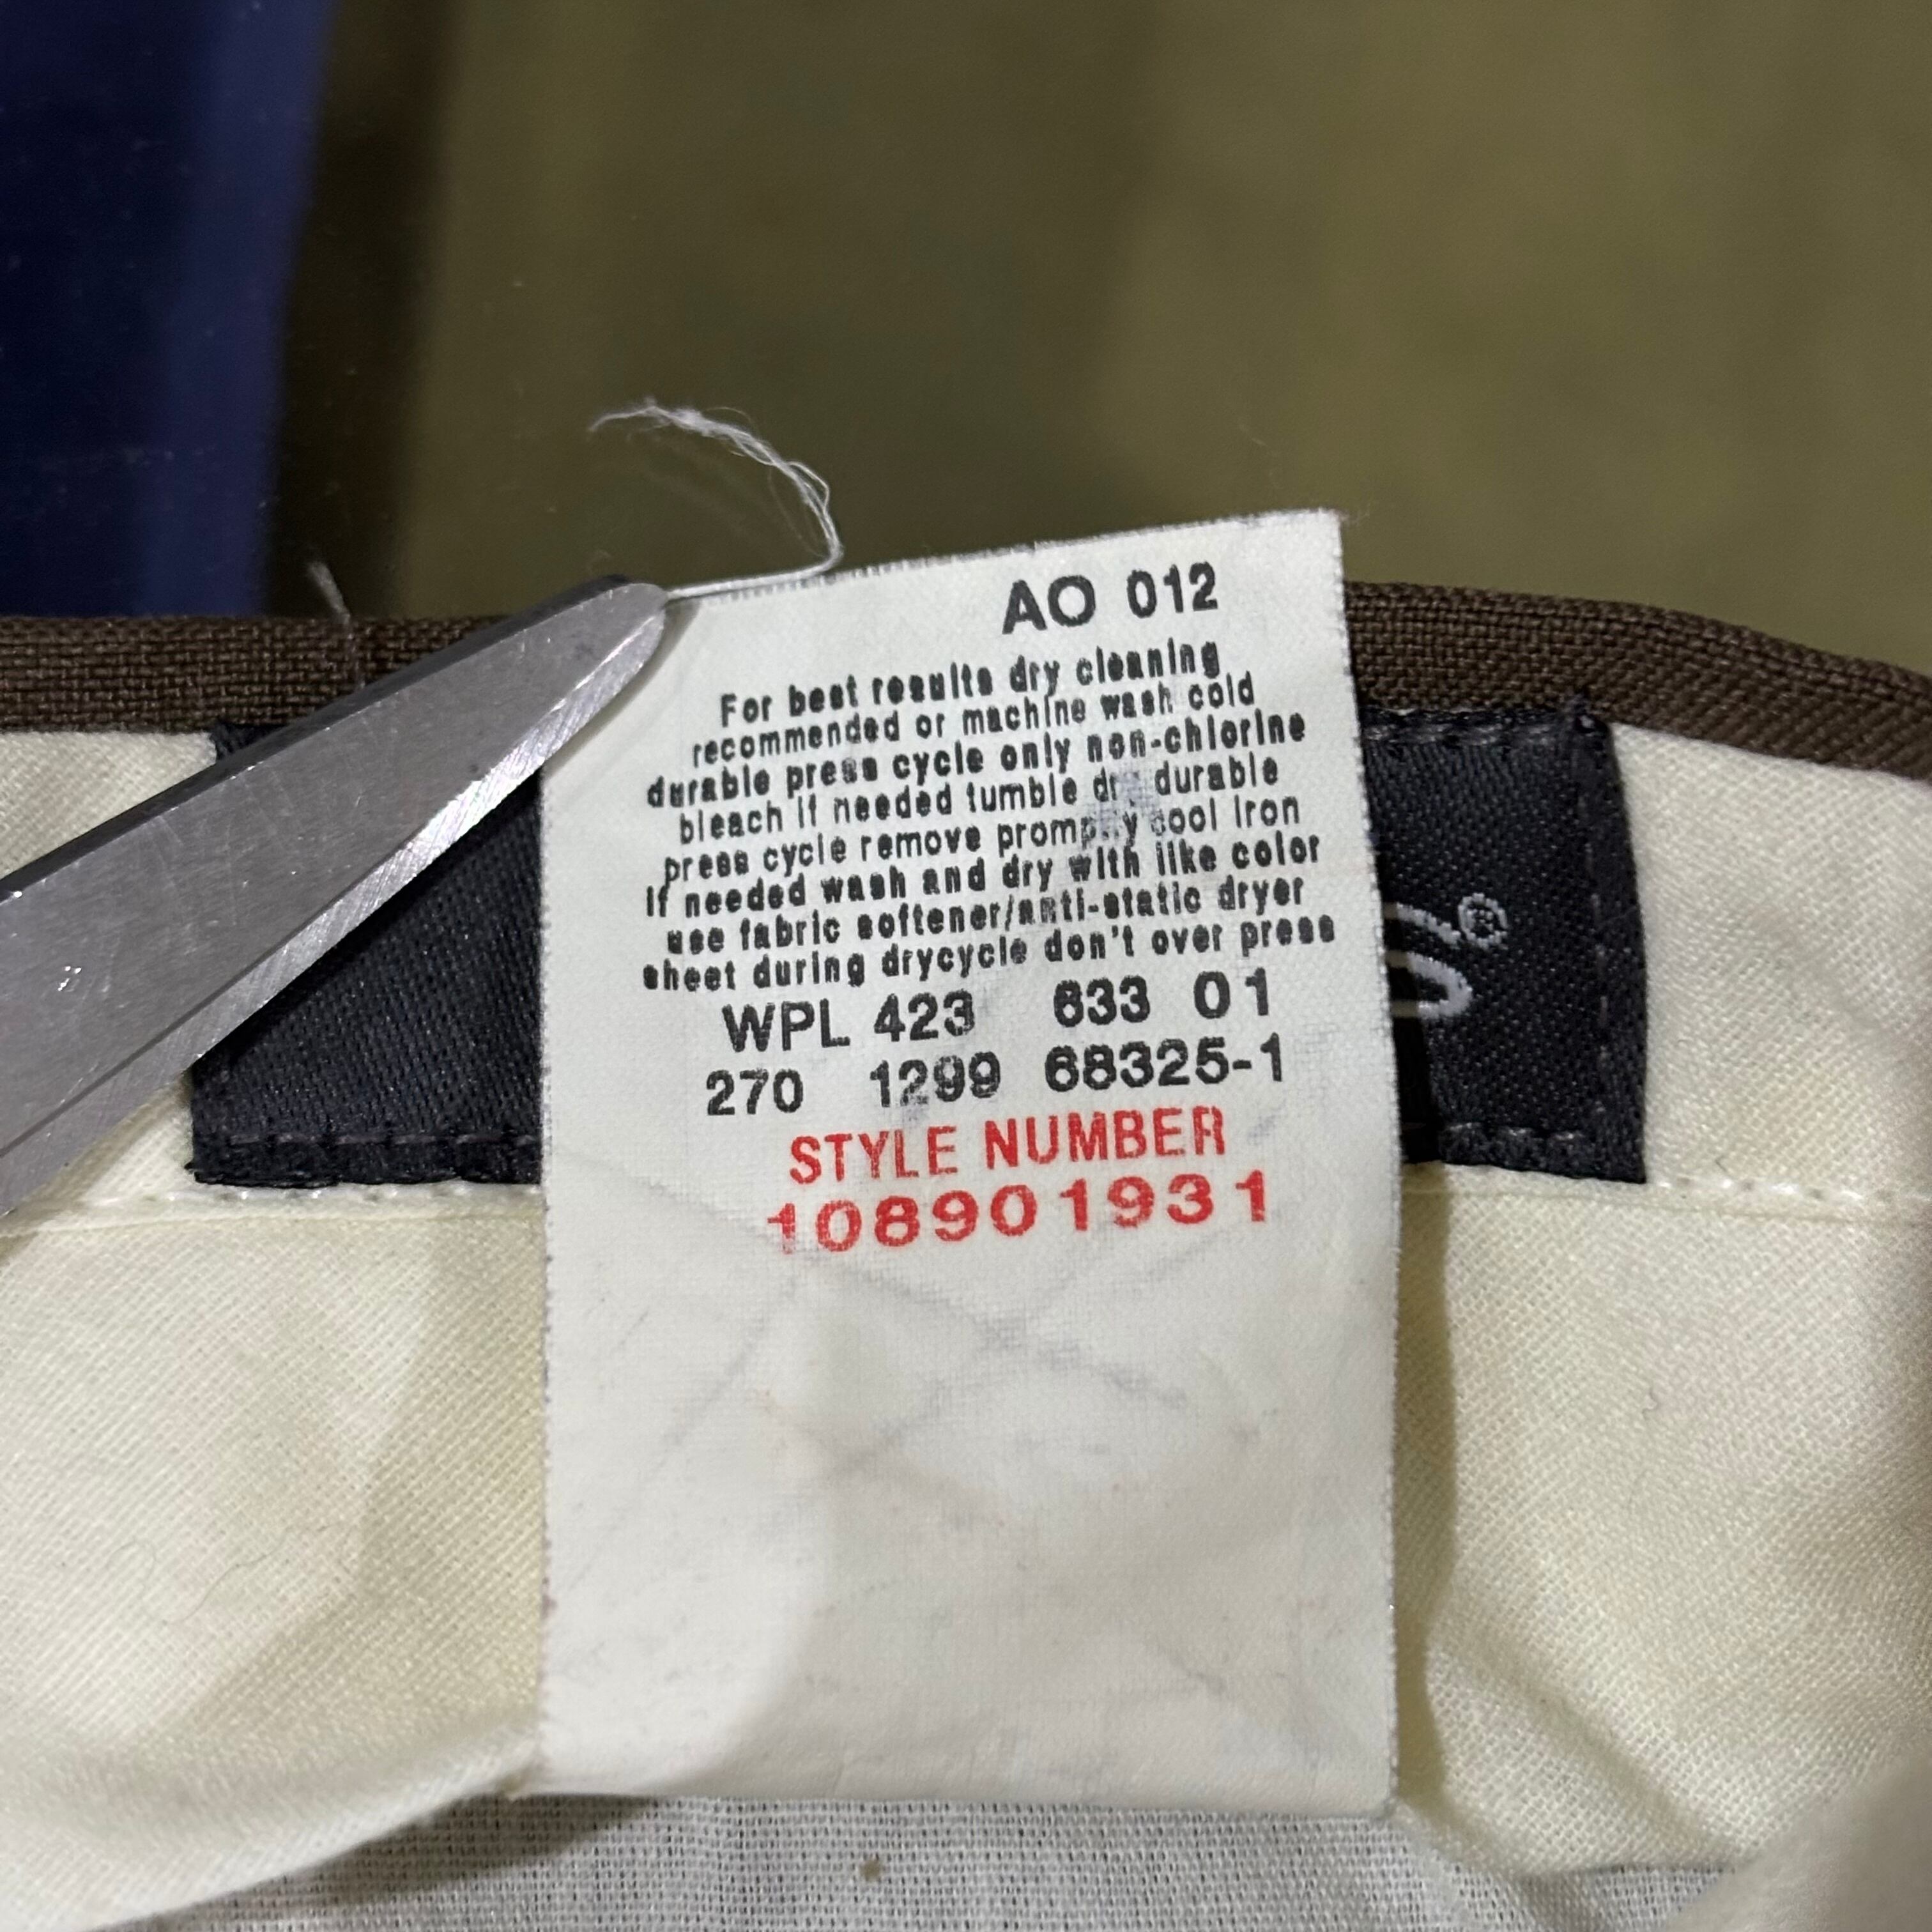 AO 012
For best results dry cleaning
recommended or machine wash cold
durable press cycle only non-chlorine
bleach if needed tumble dry durable
press cycle remove promptly cool iron
if needed wash and dry with like color
use fabric softener/anti-static dryer
sheet during drycycle don't over press
WPL 423 633 01
270 1299 68325-1
STYLE NUMBER
108901931
®